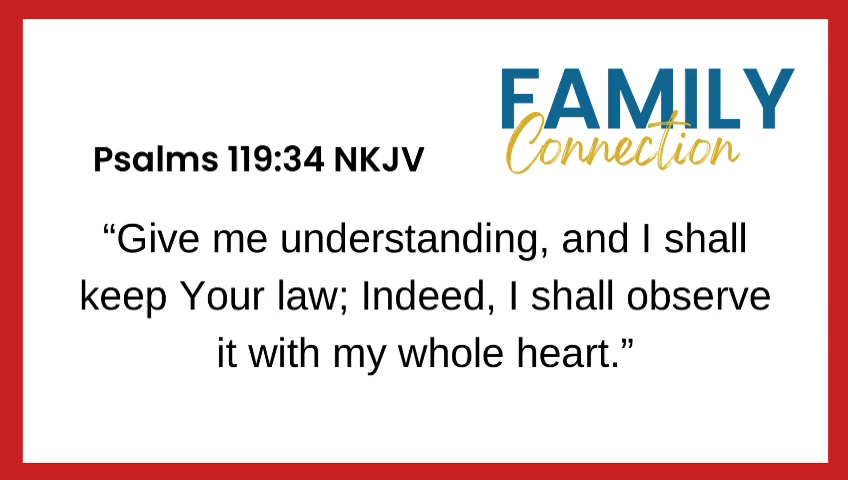 FAMILY
Connection
Psalms 119:34 NKJV
“Give me understanding, and I shall
keep Your law; Indeed, I shall observe
it with my whole heart.”